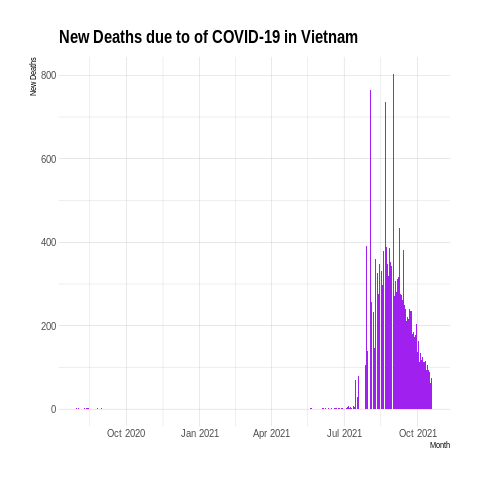 New Deaths due to of COVID-19 in Vietnam
New Deaths
800
600
400
200
0
Oct 2020 Jan 2021 Apr 2021 Jul 2021 Oct 2021
Month